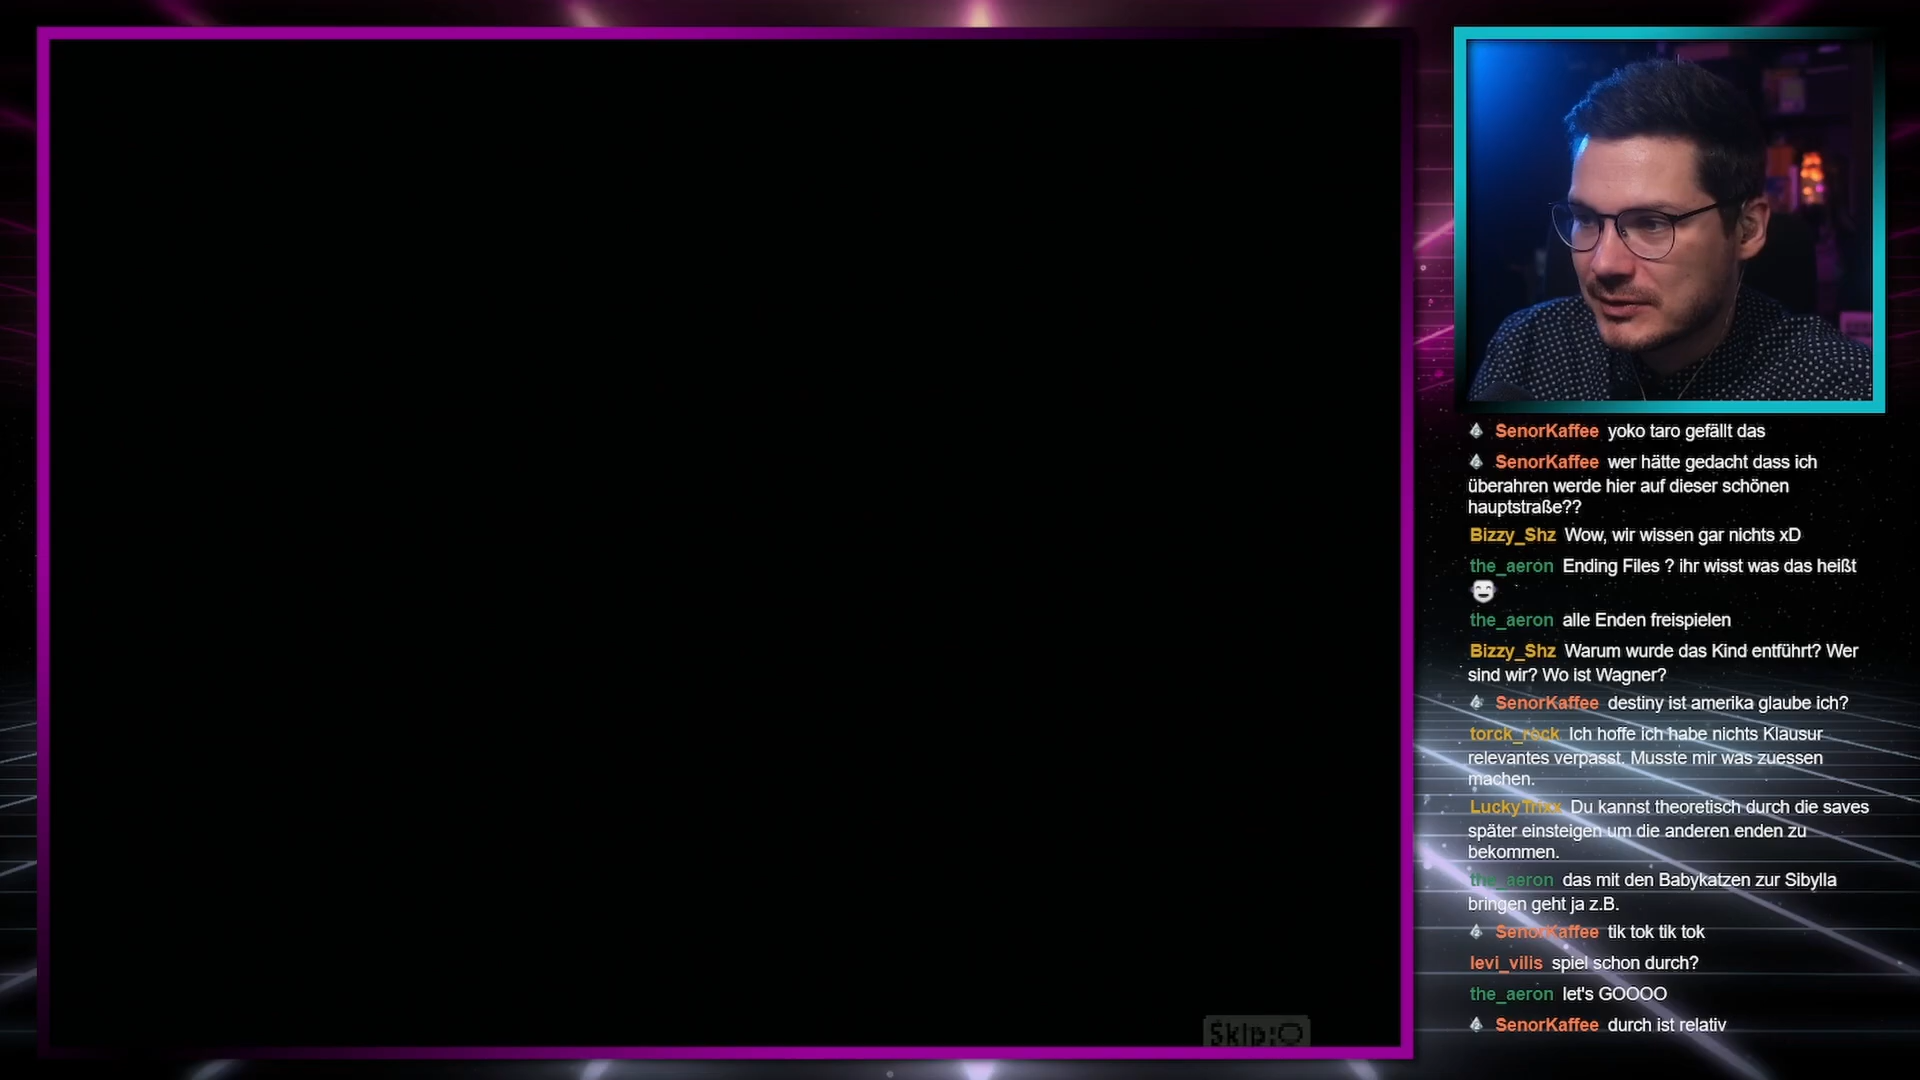 SenorKaffee yoko taro gefällt das
SenorKaffee wer hätte gedacht dass ich
überahren werde hier auf dieser schönen
hauptstraße??
Bizzy_Shz Wow, wir wissen gar nichts xD
the_aeron Ending Files ? ihr wisst was das heißt
the_aeron alle Enden freispielen
Bizzy_Shz Warum wurde das Kind entführt? Wer
sind wir? Wo ist Wagner?
SenorKaffee destiny ist amerika glaube ich?
torck_rock Ich hoffe ich habe nichts Klausur
relevantes verpasst. Musste mir was zuessen
machen.
LuckyTrixx Du kannst theoretisch durch die saves
später einsteigen um die anderen enden zu
bekommen.
the_aeron das mit den Babykatzen zur Sibylla
bringen geht ja z.B.
SenorKaffee tik tok tik tok
levi_vilis spiel schon durch?
the_aeron let's GOOOO
SenorKaffee durch ist relativ
Skip:O